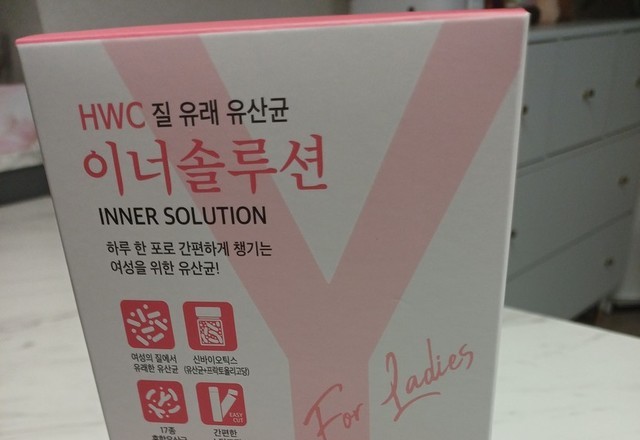 HWC 질 유래 유산균
이너솔루션
INNER SOLUTION
하루 한 포로 간편하게 챙기는
여성을 위한 유산균!
여성의 질에서
유래한 유산균
신바이오틱스
(유산균+프락토올리고당)
EASY
CUT
17종
간편한
For Ladies